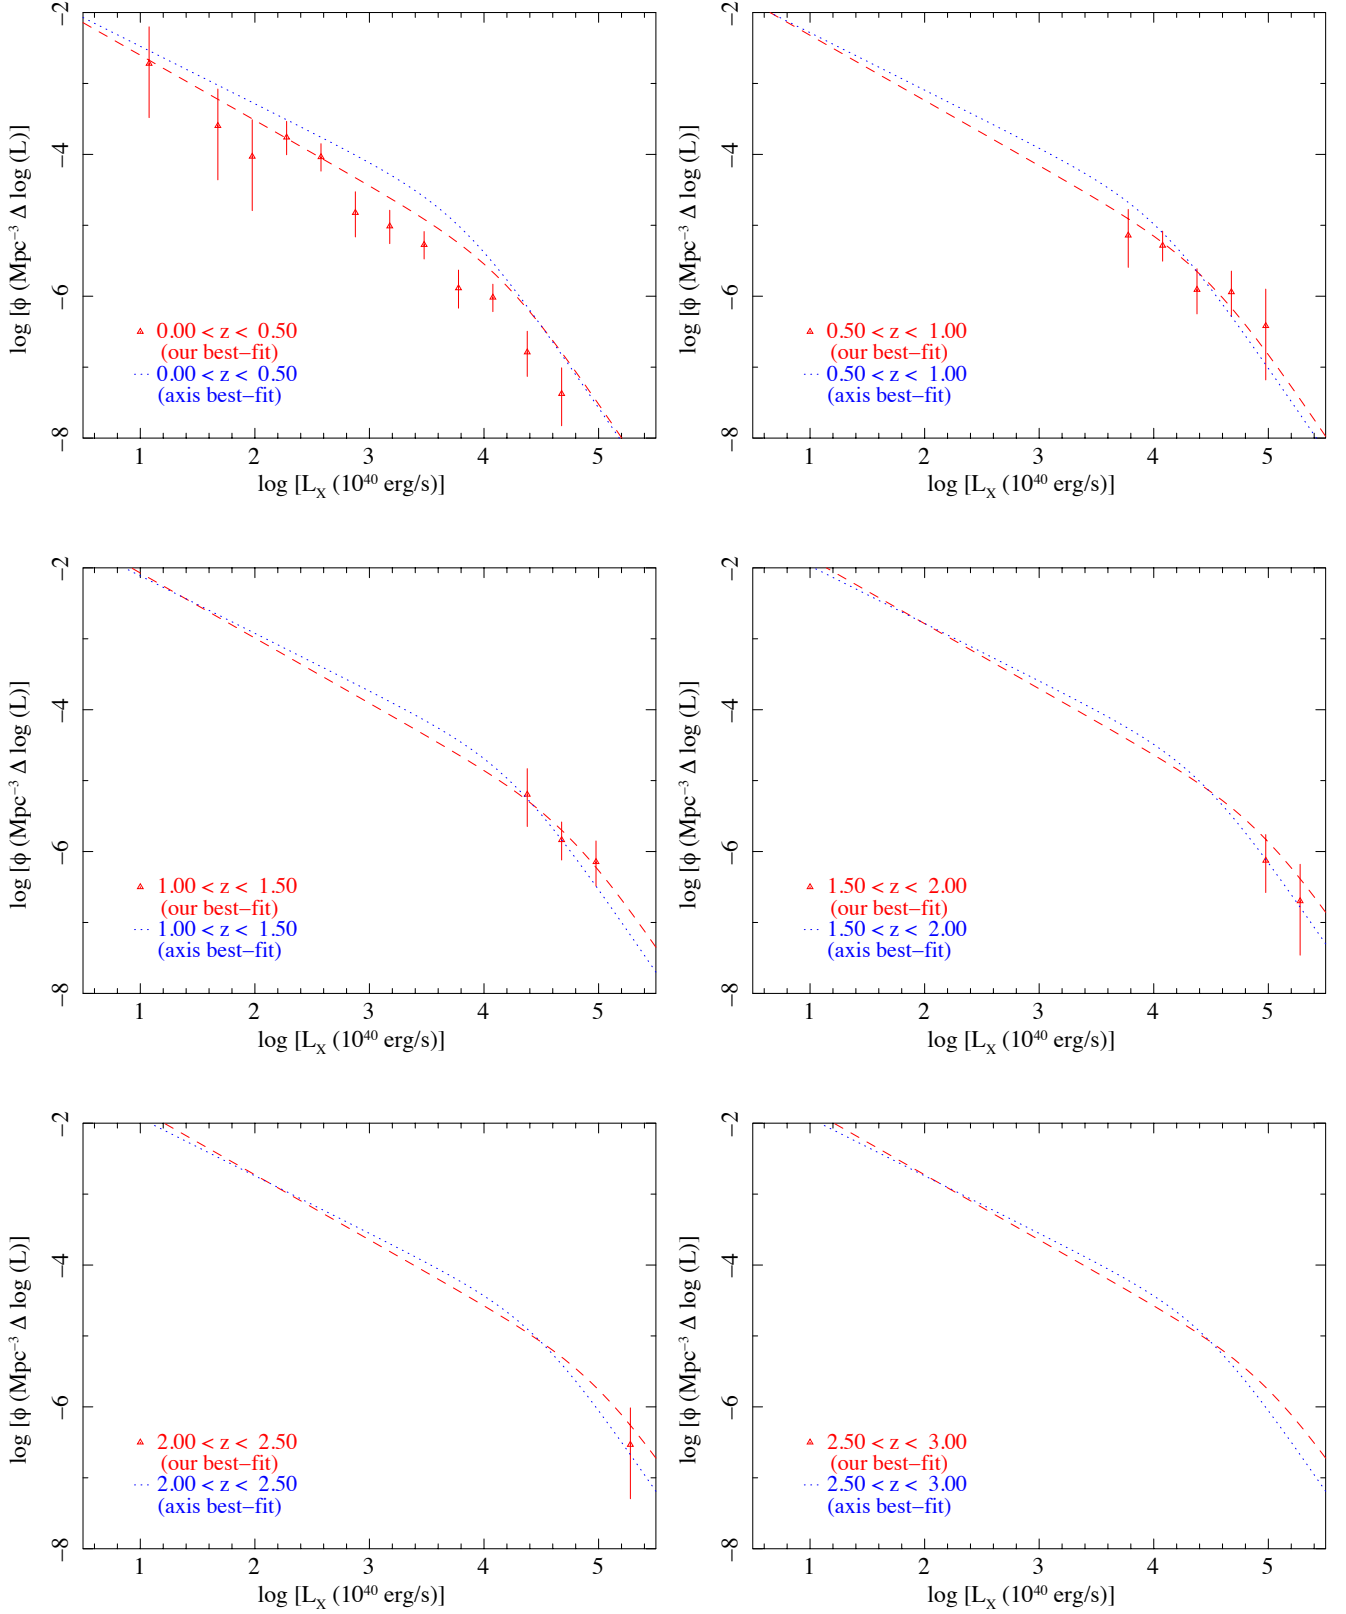 −2
−4
−6
−8
log [ϕ (Mpc⁻³ Δ log (L)]
0.00 < z < 0.50
(our best−fit)
0.00 < z < 0.50
(axis best−fit)
1 2 3 4 5
log [L_X (10⁴⁰ erg/s)]
−2
−4
−6
−8
log [ϕ (Mpc⁻³ Δ log (L)]
0.50 < z < 1.00
(our best−fit)
0.50 < z < 1.00
(axis best−fit)
1 2 3 4 5
log [L_X (10⁴⁰ erg/s)]
−2
−4
−6
−8
log [ϕ (Mpc⁻³ Δ log (L)]
1.00 < z < 1.50
(our best−fit)
1.00 < z < 1.50
(axis best−fit)
1 2 3 4 5
log [L_X (10⁴⁰ erg/s)]
−2
−4
−6
−8
log [ϕ (Mpc⁻³ Δ log (L)]
1.50 < z < 2.00
(our best−fit)
1.50 < z < 2.00
(axis best−fit)
1 2 3 4 5
log [L_X (10⁴⁰ erg/s)]
−2
−4
−6
−8
log [ϕ (Mpc⁻³ Δ log (L)]
2.00 < z < 2.50
(our best−fit)
2.00 < z < 2.50
(axis best−fit)
1 2 3 4 5
log [L_X (10⁴⁰ erg/s)]
−2
−4
−6
−8
log [ϕ (Mpc⁻³ Δ log (L)]
2.50 < z < 3.00
(our best−fit)
2.50 < z < 3.00
(axis best−fit)
1 2 3 4 5
log [L_X (10⁴⁰ erg/s)]